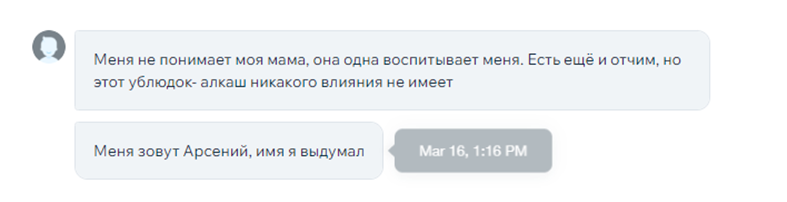 Меня не понимает моя мама, она одна воспитывает меня. Есть ещё и отчим, но
этот ублюдок- алкаш никакого влияния не имеет
Меня зовут Арсений, имя я выдумал
Mar 16, 1:16 PM